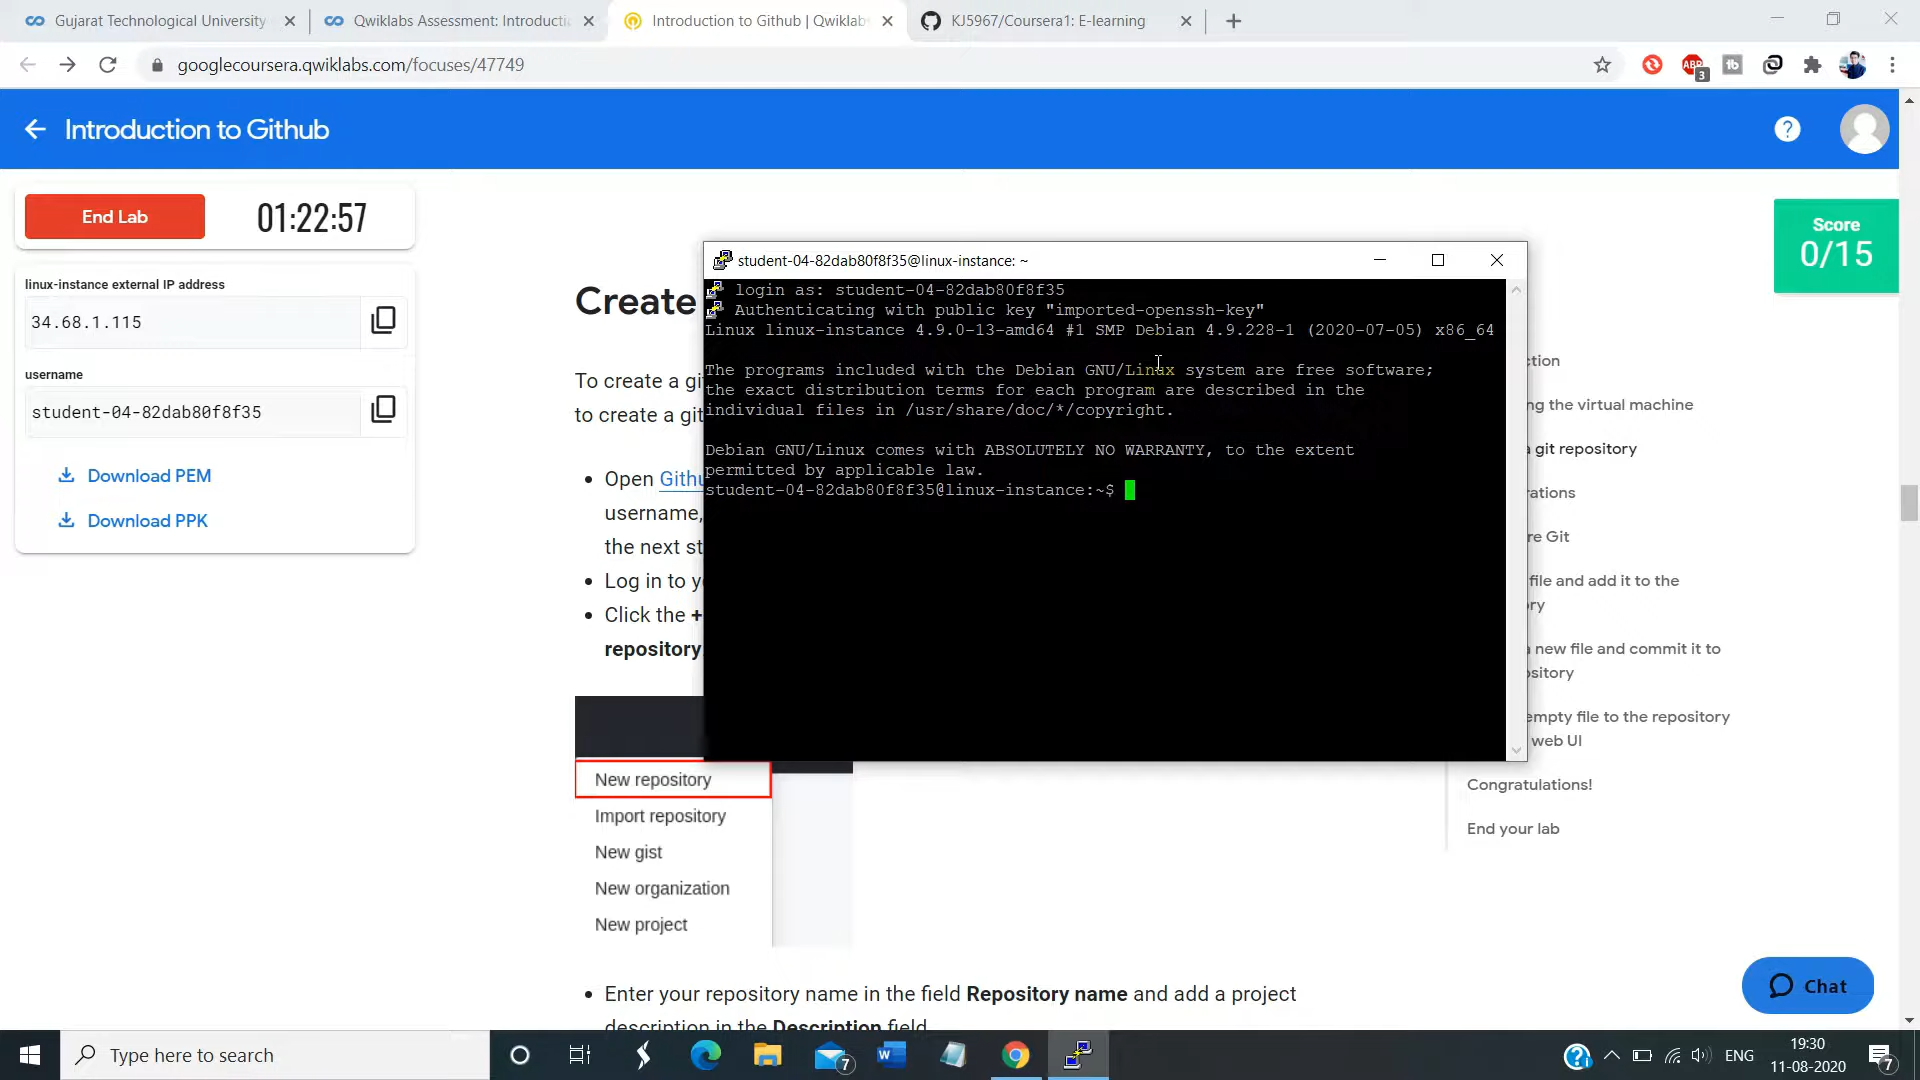 Gujarat Technological University
Qwiklabs Assessment: Introducti
Introduction to Github | Qwiklab
KJ5967/Coursera1: E-learning
googlecoursera.qwiklabs.com/focuses/47749
ABP
3
Introduction to Github
?
End Lab
01:22:57
Score
0/15
linux-instance external IP address
34.68.1.115
username
student-04-82dab80f8f35
Download PEM
Download PPK
Create
To create a gi
to create a git
Open Githu
username,
the next st
Log in to y
Click the +
repository
student-04-82dab80f8f35@linux-instance: ~
login as: student-04-82dab80f8f35
Authenticating with public key "imported-openssh-key"
Linux linux-instance 4.9.0-13-amd64 #1 SMP Debian 4.9.228-1 (2020-07-05) x86_64
The programs included with the Debian GNU/Linux system are free software;
the exact distribution terms for each program are described in the
individual files in /usr/share/doc/*/copyright.
Debian GNU/Linux comes with ABSOLUTELY NO WARRANTY, to the extent
permitted by applicable law.
student-04-82dab80f8f35@linux-instance:~$
ction
ng the virtual machine
a git repository
rations
re Git
file and add it to the
ry
a new file and commit it to
ository
empty file to the repository
web UI
Congratulations!
End your lab
New repository
Import repository
New gist
New organization
New project
Enter your repository name in the field Repository name and add a project
description in the Description field
Chat
Type here to search
7
ENG
19:30
11-08-2020
7